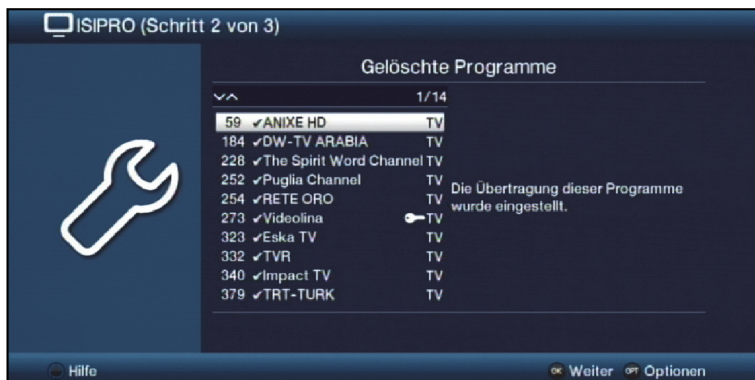 ISIPRO (Schritt 2 von 3)
Gelöschte Programme
1/14
59 ✓ANIXE HD TV
184 ✓DW-TV ARABIA TV
228 ✓The Spirit Word Channel TV
252 ✓Puglia Channel TV
254 ✓RETE ORO TV
273 ✓Videolina TV
323 ✓Eska TV TV
332 ✓TVR TV
340 ✓Impact TV TV
379 ✓TRT-TURK TV
Die Übertragung dieser Programme
wurde eingestellt.
Hilfe
OK Weiter OPT Optionen